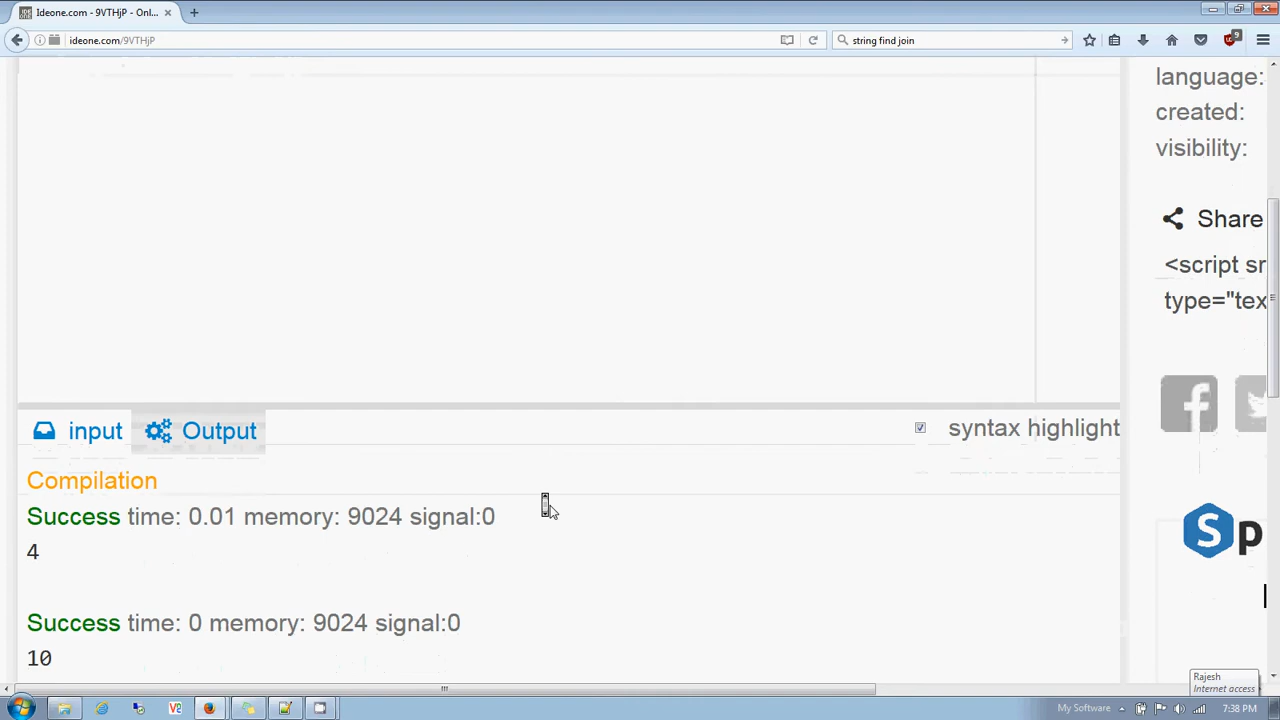 Ideone.com - 9VTHjP - Onl...
ideone.com/9VTHjP
string find join
9
language:
created:
visibility:
Share
<script sr
type="tex
input
Output
syntax highlight
Compilation
Success time: 0.01 memory: 9024 signal:0
4
Sp
Success time: 0 memory: 9024 signal:0
10
Rajesh
Internet access
My Software
7:38 PM